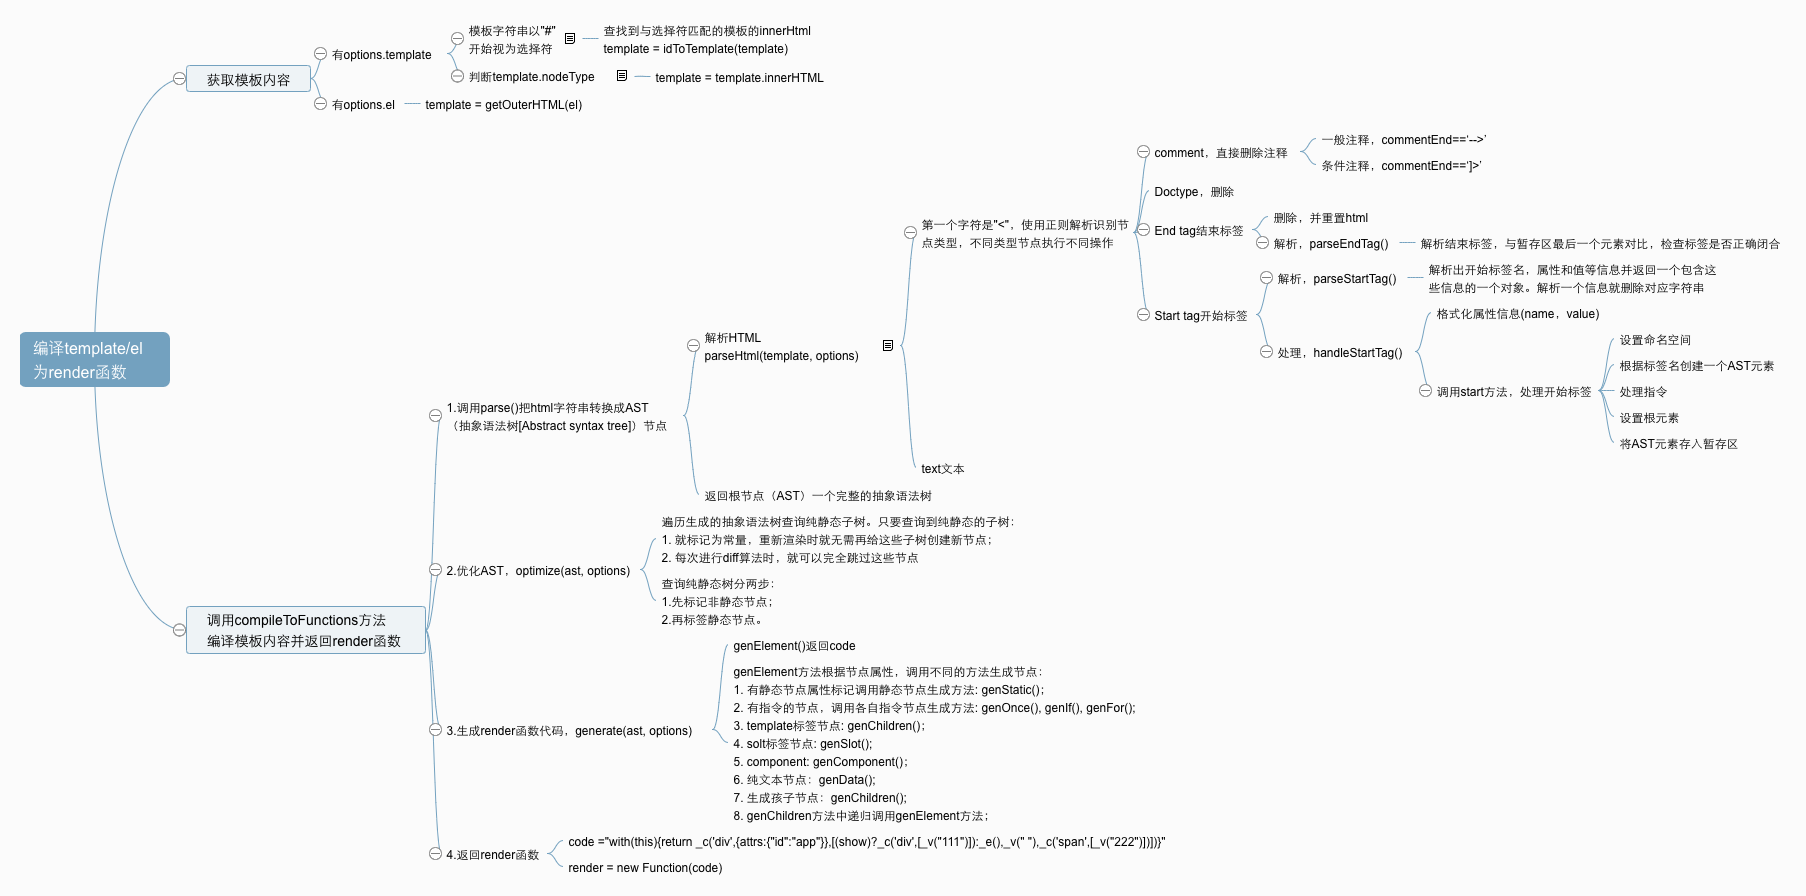 编译template/el
为render函数
获取模板内容
有options.template
模板字符串以"#"
开始视为选择符
查找到与选择符匹配的模板的innerHtml
template = idToTemplate(template)
判断template.nodeType
template = template.innerHTML
有options.el
template = getOuterHTML(el)
调用compileToFunctions方法
编译模板内容并返回render函数
1.调用parse()把html字符串转换成AST
（抽象语法树[Abstract syntax tree]）节点
解析HTML
parseHtml(template, options)
第一个字符是"<"，使用正则解析识别节
点类型，不同类型节点执行不同操作
comment，直接删除注释
一般注释，commentEnd=='-->’
条件注释，commentEnd==‘]>’
Doctype，删除
End tag结束标签
删除，并重置html
解析，parseEndTag()
解析结束标签，与暂存区最后一个元素对比，检查标签是否正确闭合
Start tag开始标签
解析，parseStartTag()
解析出开始标签名，属性和值等信息并返回一个包含这
些信息的一个对象。解析一个信息就删除对应字符串
处理，handleStartTag()
格式化属性信息(name，value)
调用start方法，处理开始标签
设置命名空间
根据标签名创建一个AST元素
处理指令
设置根元素
将AST元素存入暂存区
text文本
返回根节点（AST）一个完整的抽象语法树
2.优化AST，optimize(ast, options)
遍历生成的抽象语法树查询纯静态子树。只要查询到纯静态的子树：
1. 就标记为常量，重新渲染时就无需再给这些子树创建新节点；
2. 每次进行diff算法时，就可以完全跳过这些节点
查询纯静态树分两步：
1.先标记非静态节点；
2.再标签静态节点。
3.生成render函数代码，generate(ast, options)
genElement()返回code
genElement方法根据节点属性，调用不同的方法生成节点：
1. 有静态节点属性标记调用静态节点生成方法: genStatic()；
2. 有指令的节点，调用各自指令节点生成方法: genOnce(), genIf(), genFor();
3. template标签节点: genChildren()；
4. solt标签节点: genSlot();
5. component: genComponent()；
6. 纯文本节点：genData();
7. 生成孩子节点：genChildren();
8. genChildren方法中递归调用genElement方法；
4.返回render函数
code ="with(this){return _c('div',{attrs:{"id":"app"}},[(show)?_c('div',[_v("111")]):_e(),_v(" "),_c('span',[_v("222")])])}"
render = new Function(code)